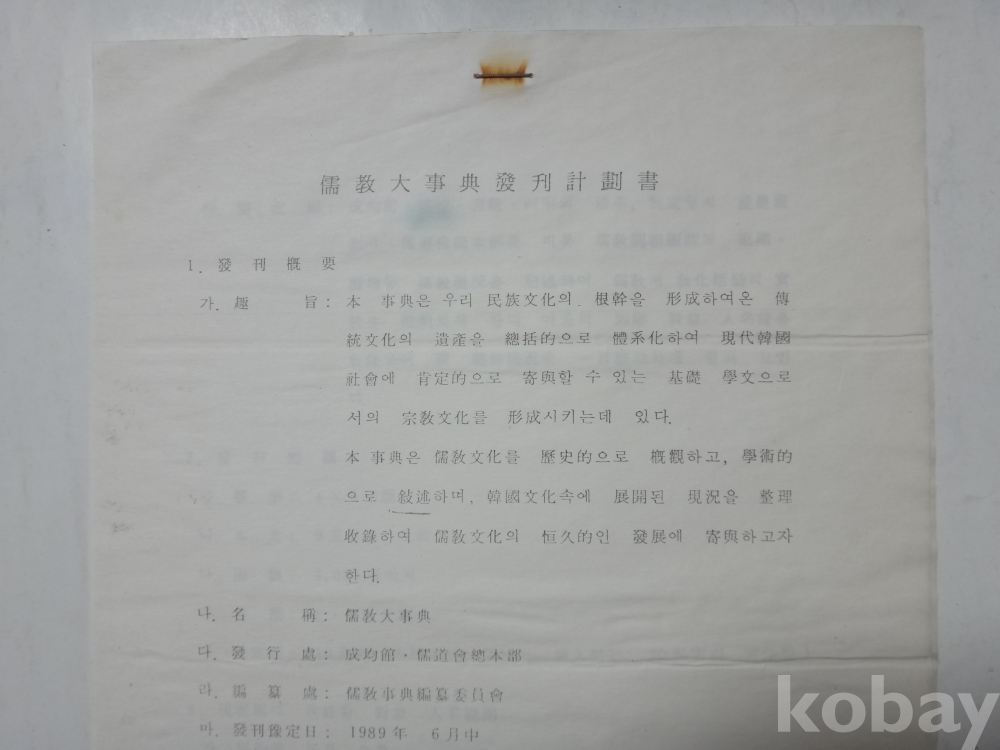 儒敎大事典發刊計劃書
1. 發刊槪要
가. 趣 旨 : 本 事典은 우리 民族文化의 根幹을 形成하여온 傳
統文化의 遺產을 總括的으로 體系化하여 現代韓國
社會에 肯定的으로 寄與할 수 있는 基礎 學文으로
서의 宗敎文化를 形成시키는데 있다.
本 事典은 儒敎文化를 歷史的으로 槪觀하고, 學術的
으로 敍述하며, 韓國文化속에 展開된 現況을 整理
收錄하여 儒敎文化의 恒久的인 發展에 寄與하고자
한다.
나. 名 稱 : 儒敎大事典
다. 發 行 處 : 成均館·儒道會總本部
라. 編 纂 處 : 儒敎事典編纂委員會
마. 發刊豫定日 : 1989年 6月中
kobay